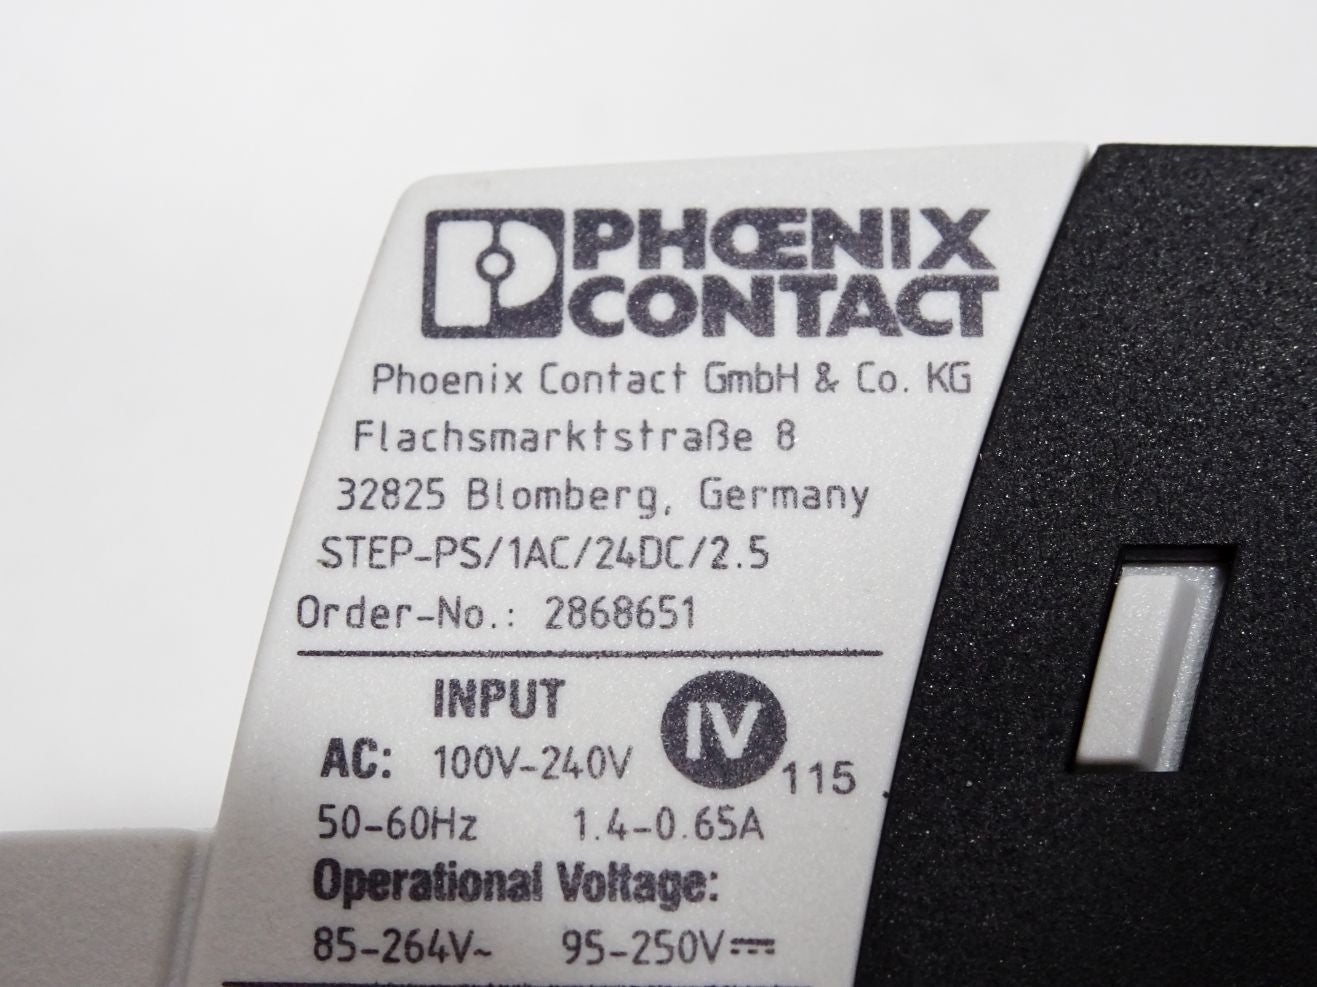 PHŒNIX
CONTACT
Phoenix Contact GmbH & Co. KG
Flachsmarktstraße 8
32825 Blomberg, Germany
STEP-PS/1AC/24DC/2.5
Order-No.: 2868651
INPUT
IV
115
AC: 100V-240V
50-60Hz 1.4-0.65A
Operational Voltage:
85-264V~ 95-250V⎓